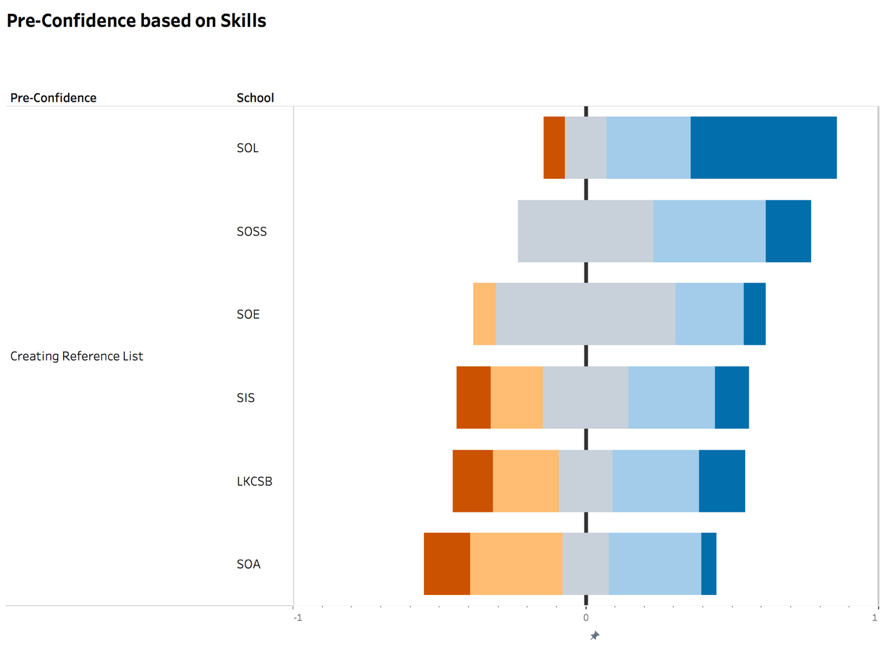 Pre-Confidence based on Skills
Pre-Confidence School
SOL
SOSS
SOE
Creating Reference List
SIS
LKCSB
SOA
-1 0 1